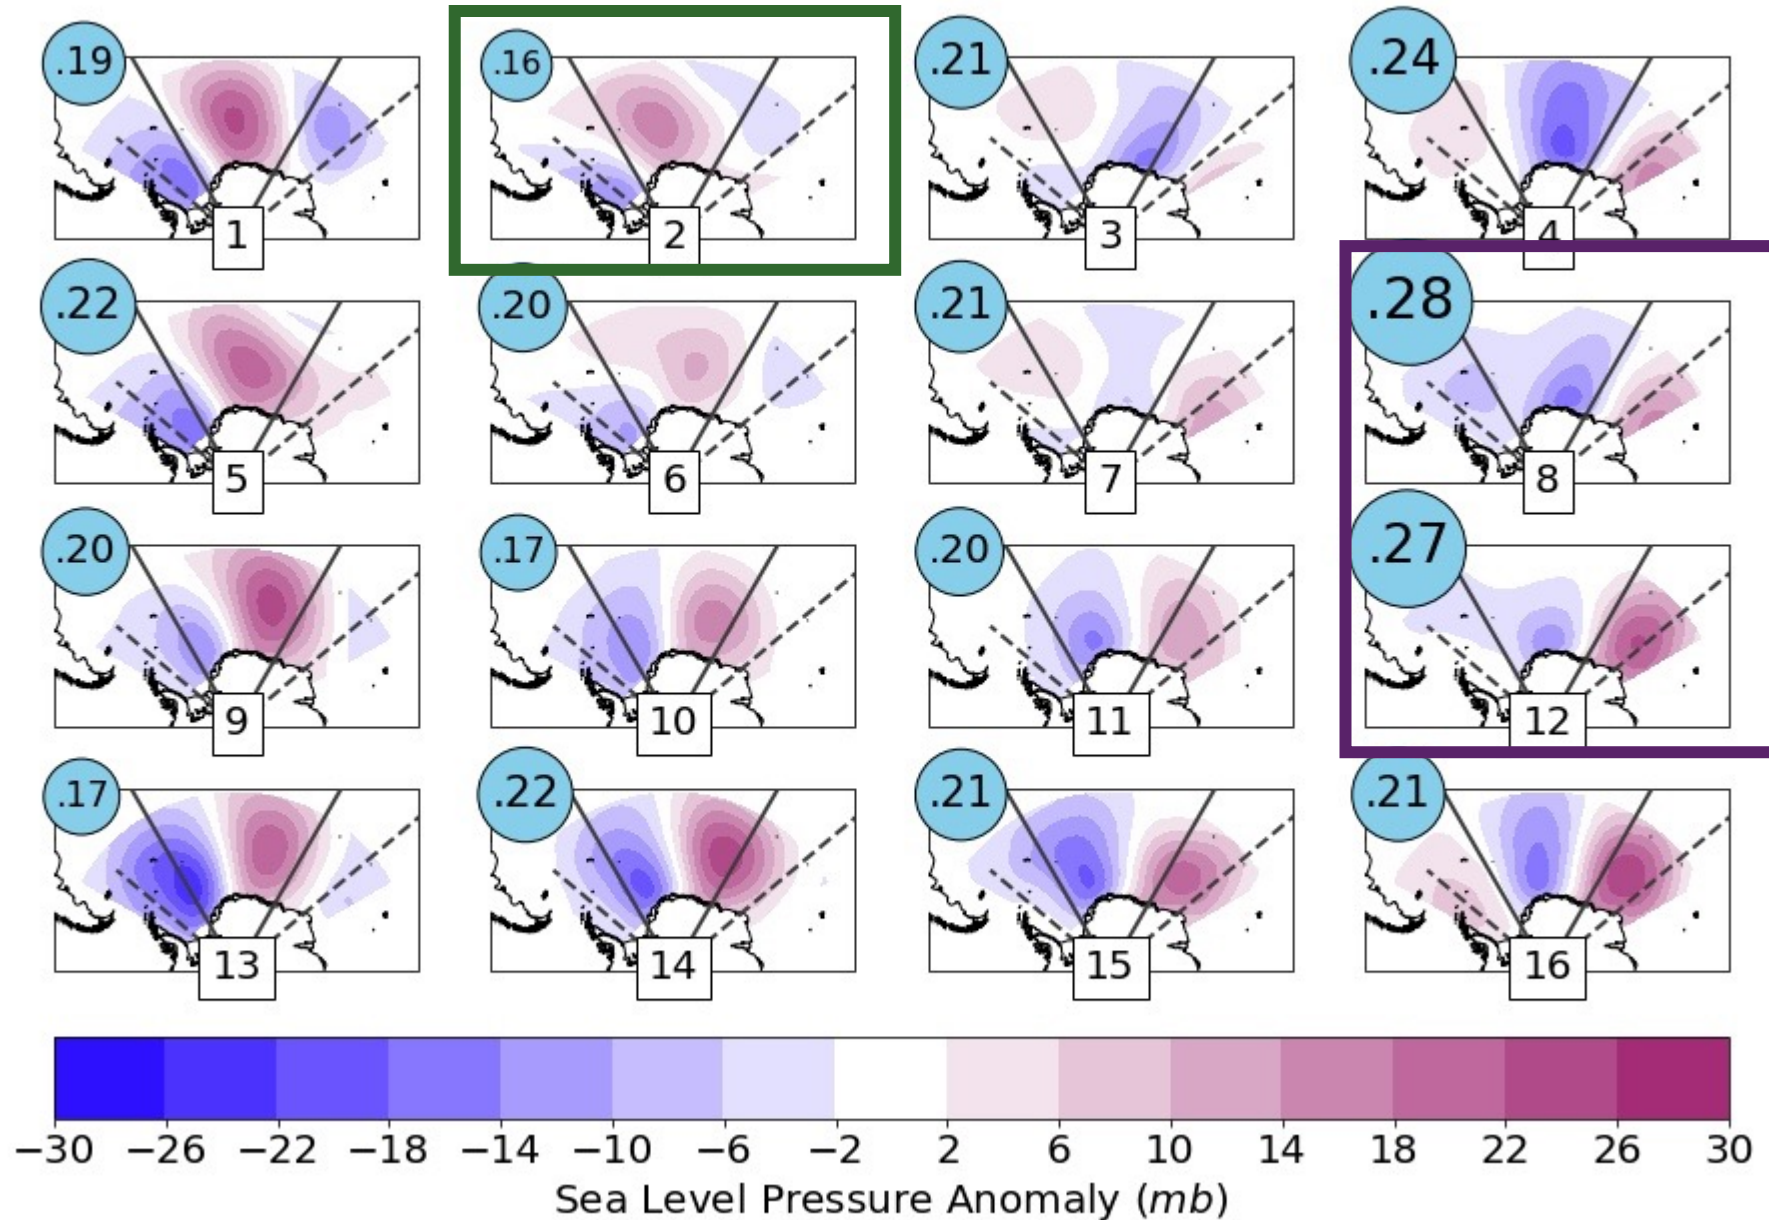 .19 .16 .21 .24
1 2 3 4
.22 .20 .21 .28
5 6 7 8
.20 .17 .20 .27
9 10 11 12
.17 .22 .21 .21
13 14 15 16
−30 −26 −22 −18 −14 −10 −6 −2 2 6 10 14 18 22 26 30
Sea Level Pressure Anomaly (mb)